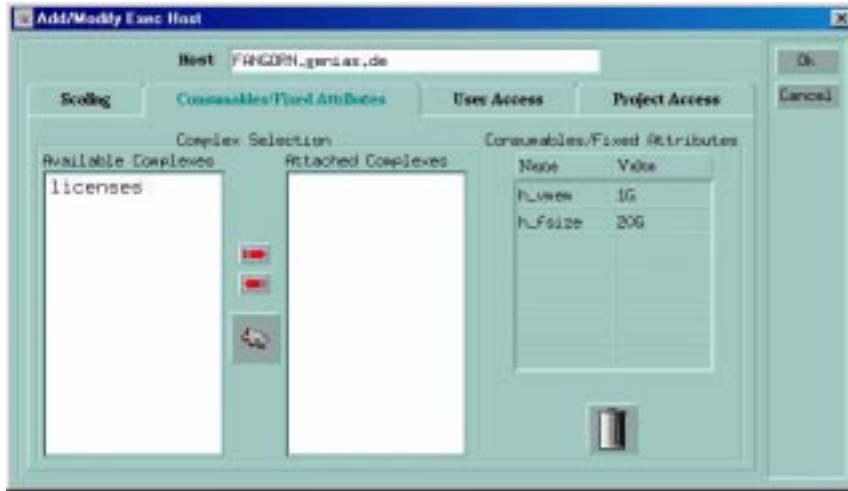 Add/Modify Exec Host
Host FANGORN.genias.de
Ok
Cancel
Scaling Consumables/Fixed Attributes User Access Project Access
Complex Selection
Available Complexes Attached Complexes
licenses
Consumables/Fixed Attributes
Name Value
h_vmem 1G
h_fsize 20G